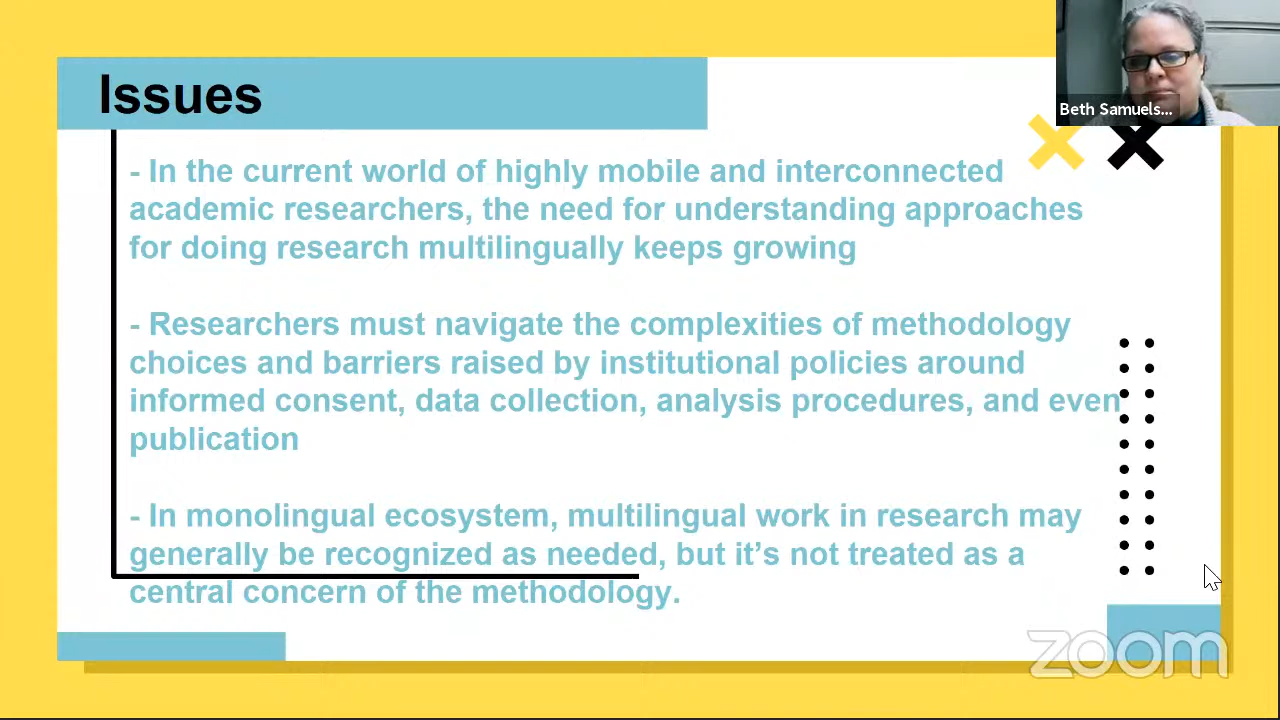 Issues
Beth Samuels...
- In the current world of highly mobile and interconnected
academic researchers, the need for understanding approaches
for doing research multilingually keeps growing
- Researchers must navigate the complexities of methodology
choices and barriers raised by institutional policies around
informed consent, data collection, analysis procedures, and even
publication
- In monolingual ecosystem, multilingual work in research may
generally be recognized as needed, but it’s not treated as a
central concern of the methodology.
zoom